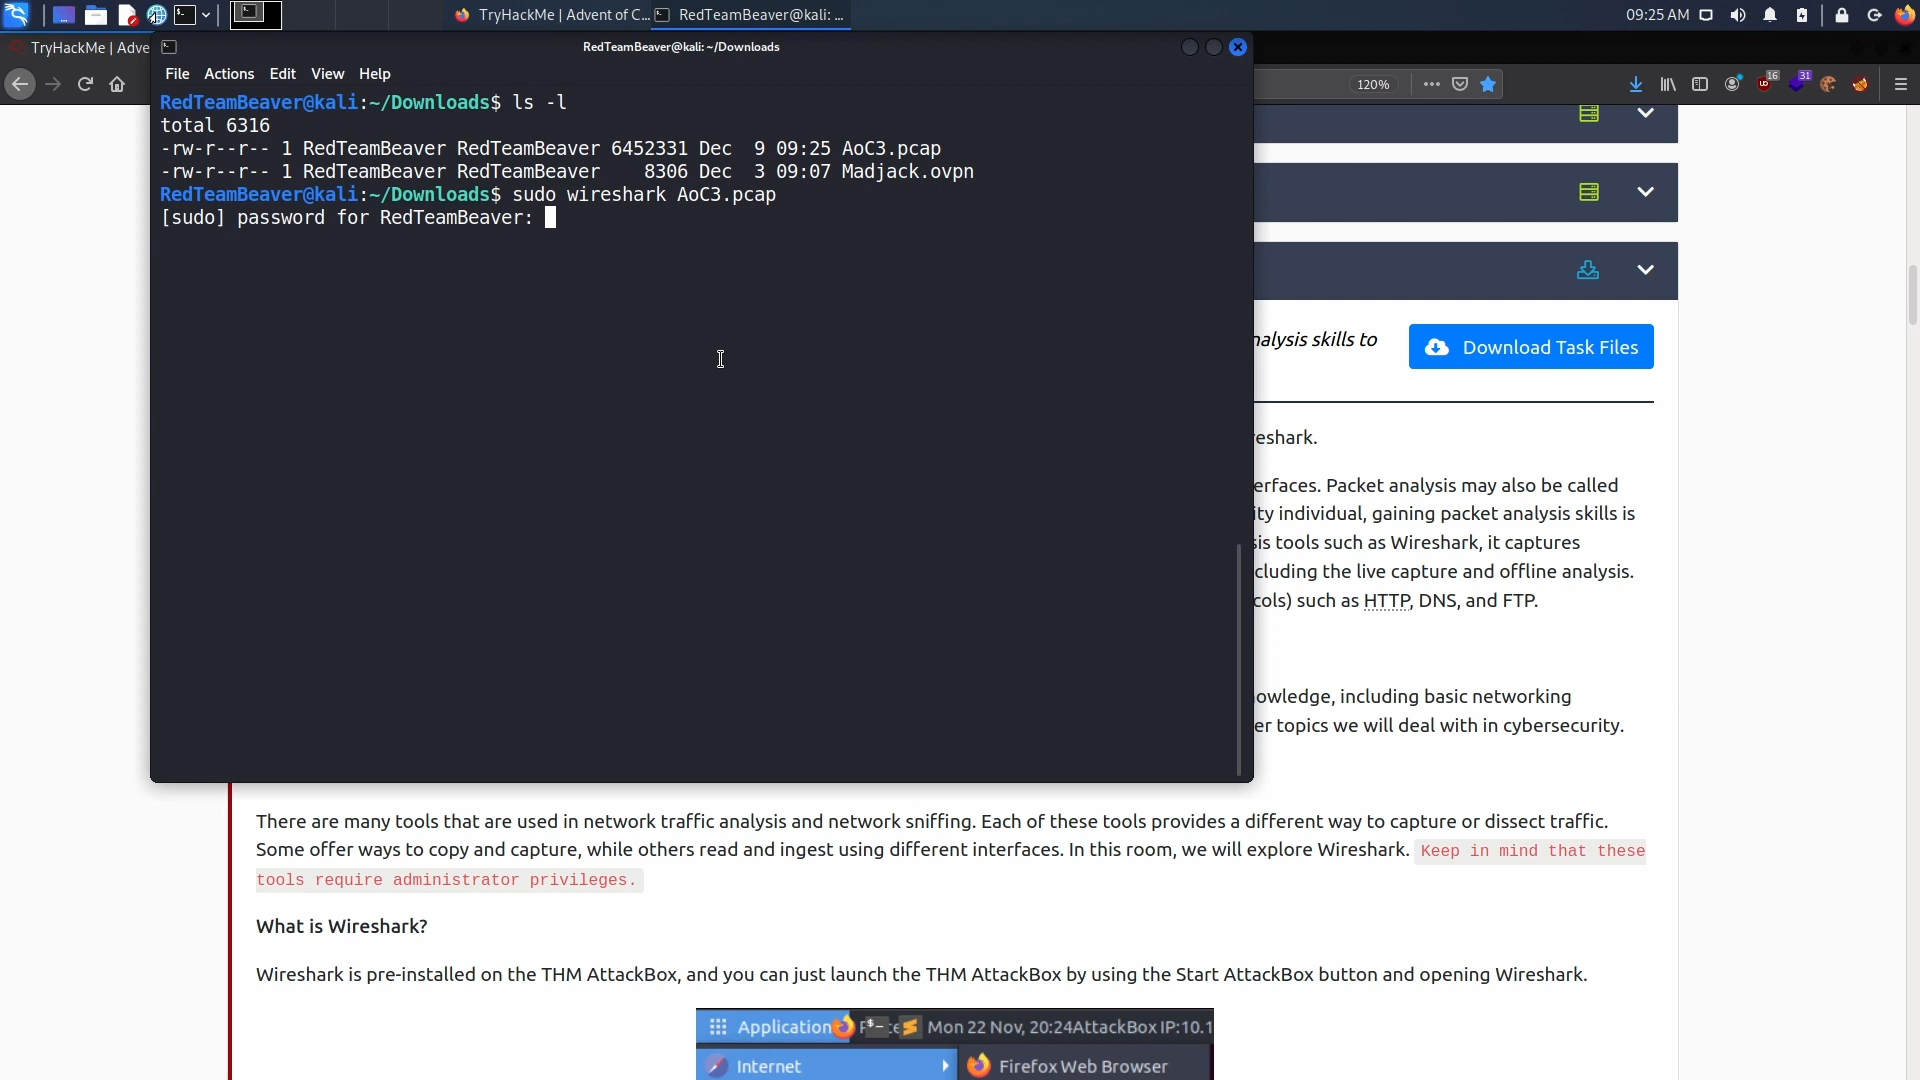 TryHackMe | Advent of C...
RedTeamBeaver@kali: ...
09:25 AM
TryHackMe | Adve
RedTeamBeaver@kali: ~/Downloads
File Actions Edit View Help
120%
16
31
RedTeamBeaver@kali:~/Downloads$ ls -l
total 6316
-rw-r--r-- 1 RedTeamBeaver RedTeamBeaver 6452331 Dec  9 09:25 AoC3.pcap
-rw-r--r-- 1 RedTeamBeaver RedTeamBeaver    8306 Dec  3 09:07 Madjack.ovpn
RedTeamBeaver@kali:~/Downloads$ sudo wireshark AoC3.pcap
[sudo] password for RedTeamBeaver:
nalysis skills to
Download Task Files
reshark.
erfaces. Packet analysis may also be called
ity individual, gaining packet analysis skills is
sis tools such as Wireshark, it captures
cluding the live capture and offline analysis.
cols) such as HTTP, DNS, and FTP.
owledge, including basic networking
er topics we will deal with in cybersecurity.
There are many tools that are used in network traffic analysis and network sniffing. Each of these tools provides a different way to capture or dissect traffic.
Some offer ways to copy and capture, while others read and ingest using different interfaces. In this room, we will explore Wireshark. Keep in mind that these
tools require administrator privileges.
What is Wireshark?
Wireshark is pre-installed on the THM AttackBox, and you can just launch the THM AttackBox by using the Start AttackBox button and opening Wireshark.
Application
Mon 22 Nov, 20:24 AttackBox IP:10.1
Internet
Firefox Web Browser